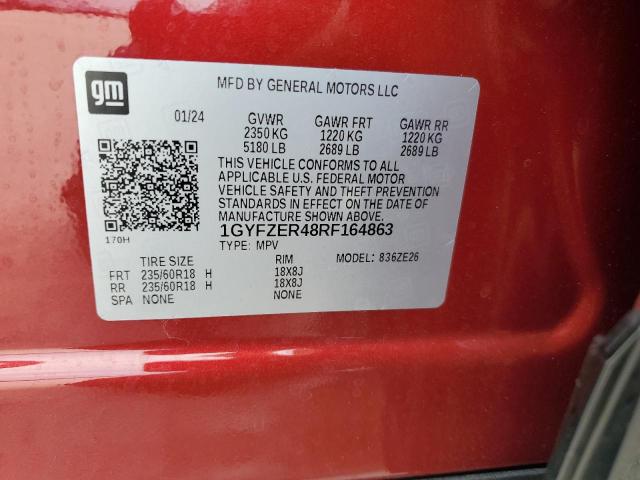 gm
MFD BY GENERAL MOTORS LLC
01/24 GVWR GAWR FRT GAWR RR
2350 KG 1220 KG 1220 KG
5180 LB 2689 LB 2689 LB
THIS VEHICLE CONFORMS TO ALL
APPLICABLE U.S. FEDERAL MOTOR
VEHICLE SAFETY AND THEFT PREVENTION
STANDARDS IN EFFECT ON THE DATE OF
MANUFACTURE SHOWN ABOVE.
170H
1GYFZER48RF164863
TYPE: MPV MODEL: 836ZE26
TIRE SIZE RIM
FRT 235/60R18 H 18X8J
RR 235/60R18 H 18X8J
SPA NONE NONE